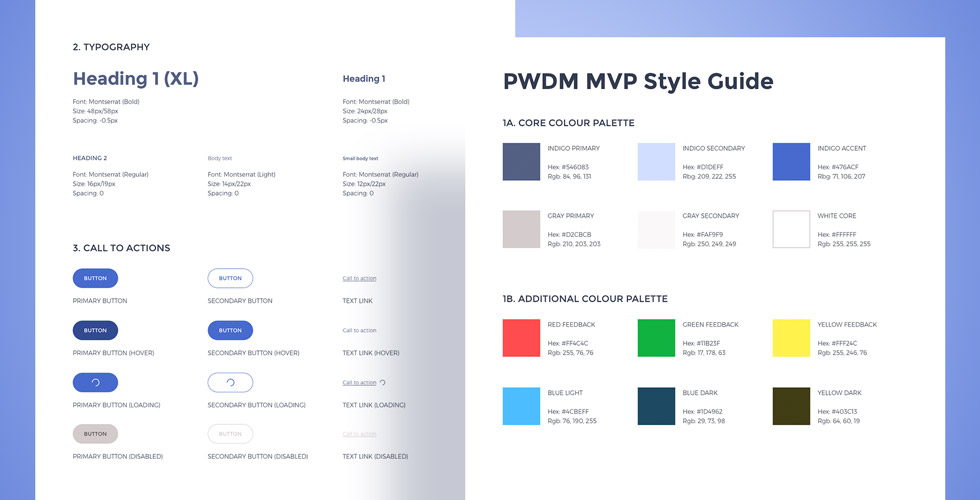 2. TYPOGRAPHY
Heading 1 (XL)
Font: Montserrat (Bold)
Size: 48px/58px
Spacing: -0.5px
Heading 1
Font: Montserrat (Bold)
Size: 24px/28px
Spacing: -0.5px
HEADING 2
Font: Montserrat (Regular)
Size: 16px/19px
Spacing: 0
Body text
Font: Montserrat (Light)
Size: 14px/22px
Spacing: 0
Small body text
Font: Montserrat (Regular)
Size: 12px/22px
Spacing: 0
3. CALL TO ACTIONS
BUTTON
PRIMARY BUTTON
BUTTON
SECONDARY BUTTON
Call to action
TEXT LINK
BUTTON
PRIMARY BUTTON (HOVER)
BUTTON
SECONDARY BUTTON (HOVER)
Call to action
TEXT LINK (HOVER)
PRIMARY BUTTON (LOADING)
SECONDARY BUTTON (LOADING)
Call to action
TEXT LINK (LOADING)
BUTTON
PRIMARY BUTTON (DISABLED)
BUTTON
SECONDARY BUTTON (DISABLED)
Call to action
TEXT LINK (DISABLED)
PWDM MVP Style Guide
1A. CORE COLOUR PALETTE
INDIGO PRIMARY
Hex: #546083
Rgb: 84, 96, 131
INDIGO SECONDARY
Hex: #D1DEFF
Rbg: 209, 222, 255
INDIGO ACCENT
Hex: #476ACF
Rbg: 71, 106, 207
GRAY PRIMARY
Hex: #D2CBCB
Rgb: 210, 203, 203
GRAY SECONDARY
Hex: #FAF9F9
Rgb: 250, 249, 249
WHITE CORE
Hex: #FFFFFF
Rgb: 255, 255, 255
1B. ADDITIONAL COLOUR PALETTE
RED FEEDBACK
Hex: #FF4C4C
Rgb: 255, 76, 76
GREEN FEEDBACK
Hex: #11B23F
Rgb: 17, 178, 63
YELLOW FEEDBACK
Hex: #FFF24C
Rgb: 255, 246, 76
BLUE LIGHT
Hex: #4CBEFF
Rgb: 76, 190, 255
BLUE DARK
Hex: #1D4962
Rgb: 29, 73, 98
YELLOW DARK
Hex: #403C13
Rgb: 64, 60, 19